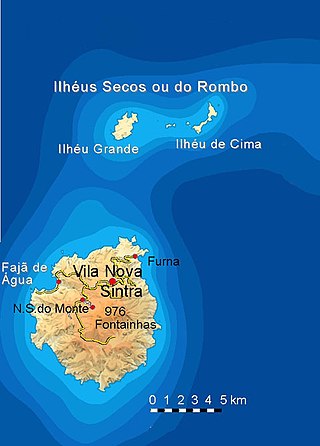 Ilhéus Secos ou do Rombo
Ilhéu Grande
Ilhéu de Cima
Fajã de
Água
Vila Nova
Sintra
Furna
N.S.do Monte
976
Fontainhas
0 1 2 3 4 5 km